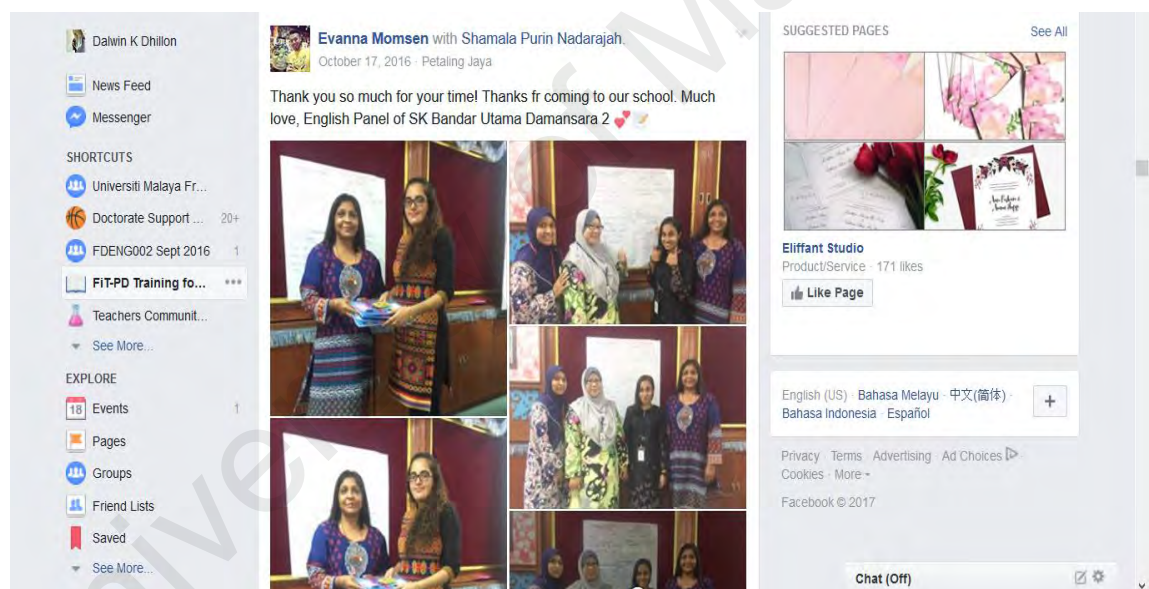 Dalwin K Dhillon
News Feed
Messenger
SHORTCUTS
Universiti Malaya Fr...
Doctorate Support ... 20+
FDENG002 Sept 2016 1
FiT-PD Training fo...
Teachers Communit...
See More...
EXPLORE
18 Events 1
Pages
Groups
Friend Lists
Saved
See More...
Evanna Momsen with Shamala Purin Nadarajah.
October 17, 2016 · Petaling Jaya
Thank you so much for your time! Thanks fr coming to our school. Much
love, English Panel of SK Bandar Utama Damansara 2 💕 📝
SUGGESTED PAGES See All
Eliffant Studio
Product/Service · 171 likes
Like Page
English (US) · Bahasa Melayu · 中文(简体) ·
Bahasa Indonesia · Español
Privacy · Terms · Advertising · Ad Choices
Cookies · More
Facebook © 2017
Chat (Off)